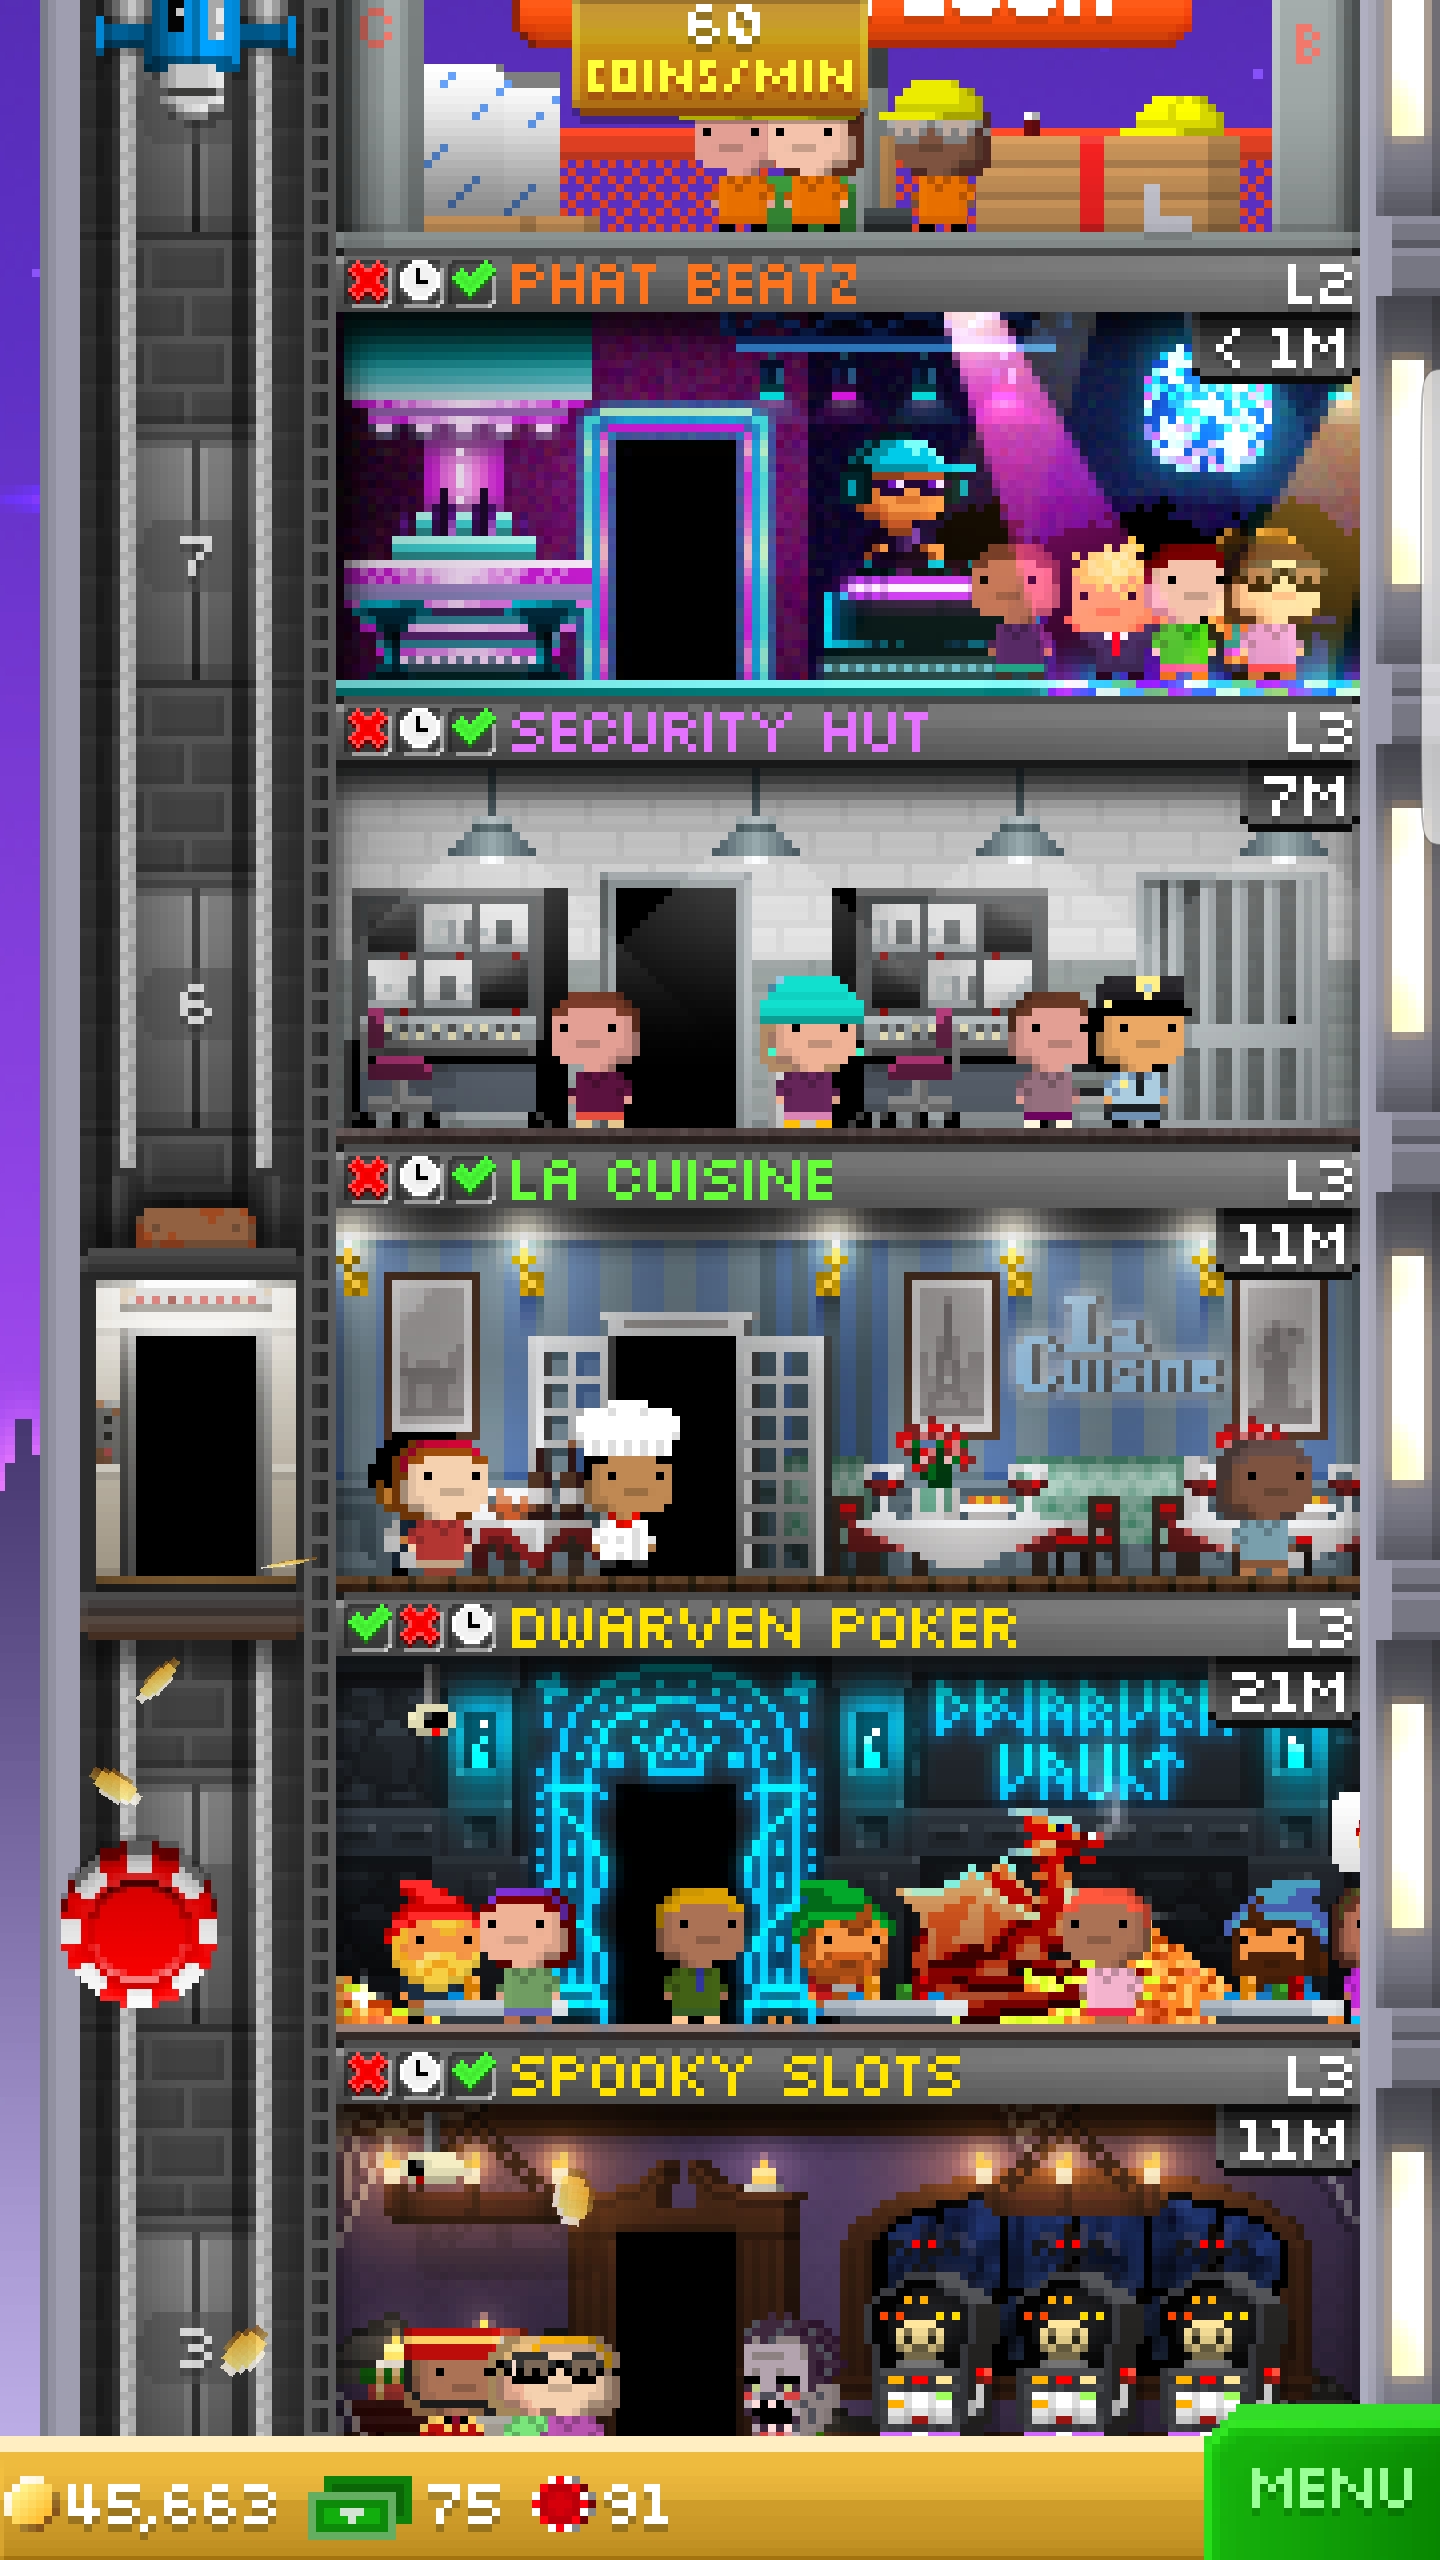 C
60
B
COINS/MIN
PHAT BEATZ L2
< 1M
7
SECURITY HUT L3
7M
6
LA CUISINE L3
11M
La
Cuisine
DWARVEN POKER L3
21M
DWARVEN
VAULT
SPOOKY SLOTS L3
11M
3
45,663 75 91
MENU